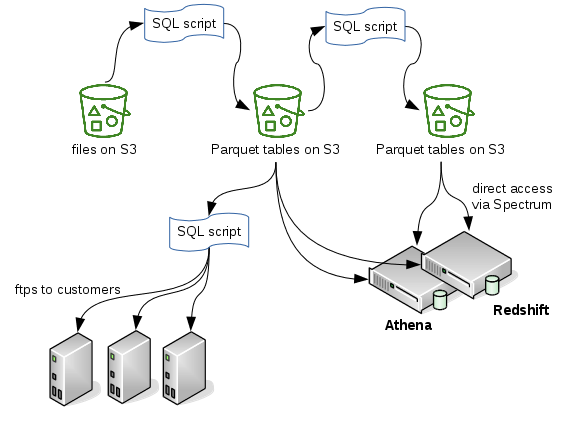 SQL script
SQL script
files on S3
Parquet tables on S3
Parquet tables on S3
direct access
via Spectrum
SQL script
ftps to customers
Redshift
Athena